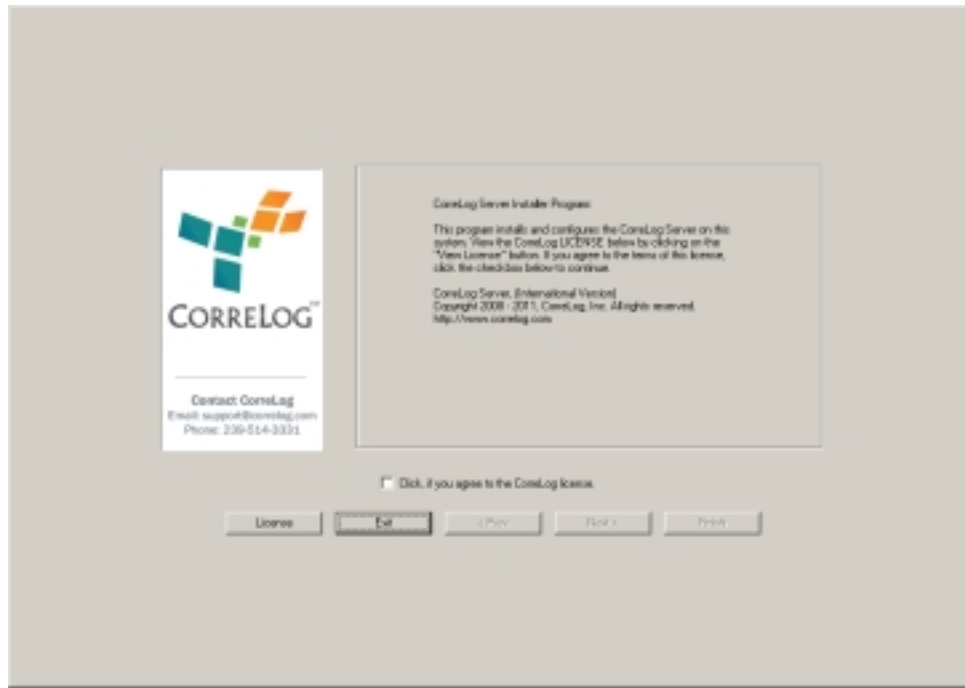 CORRELOG™
Contact CorreLog
Email: support@correlog.com
Phone: 239-514-3331
CorreLog Server Installer Program
This program installs and configures the CorreLog Server on this
system. View the CorreLog LICENSE below by clicking on the
"View License" button. If you agree to the terms of this license,
click the checkbox below to continue.
CorreLog Server, (International Version)
Copyright 2008 - 2011, CorreLog, Inc. All rights reserved.
http://www.correlog.com
Click, if you agree to the CorreLog license.
License
Exit
< Prev
Next >
Finish